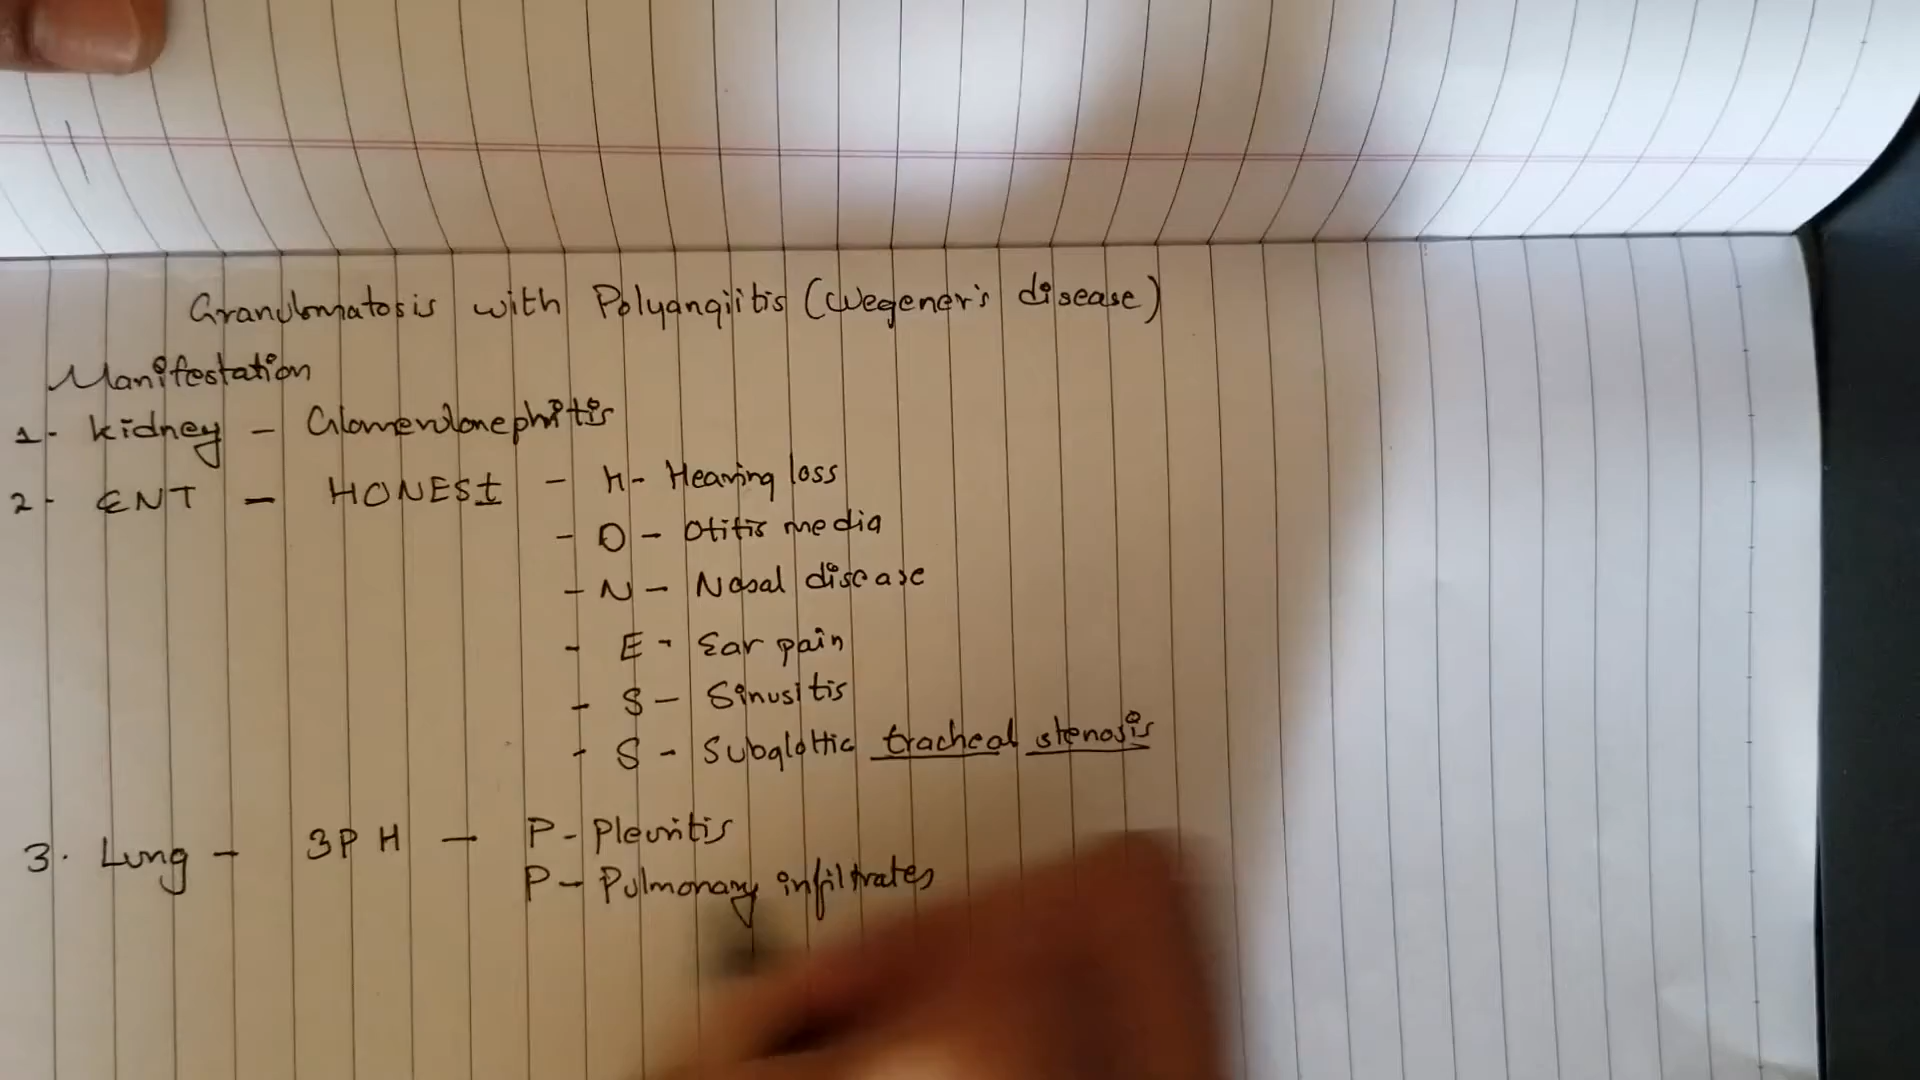 Granulomatosis with Polyangiitis (Wegener's disease)
Manifestation
1- Kidney - Glomerulonephritis
2- ENT - HONESt - H- Hearing loss
- O - Otitis media
- N - Nasal disease
- E - Ear pain
- S - Sinusitis
- S - Subglottic tracheal stenosis
3. Lung - 3P H - P- Pleuritis
P - Pulmonary infiltrates